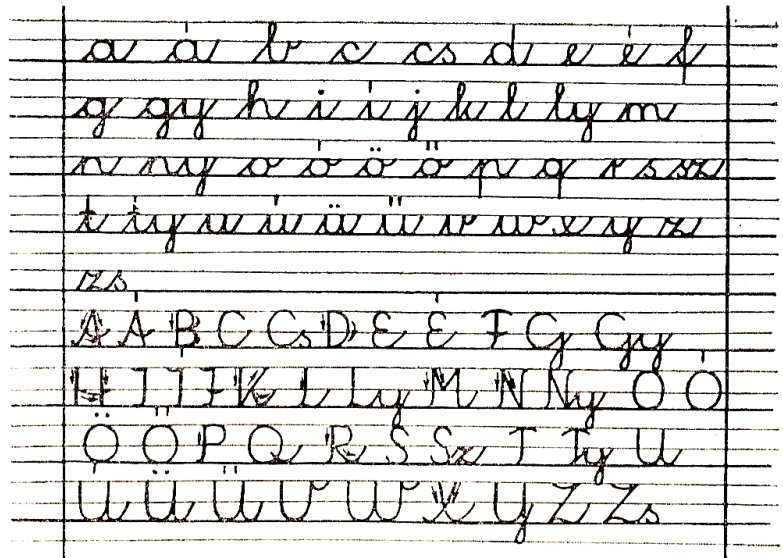 a á b c cs d e é f
g gy h i í j k l ly m
n ny o ó ö ő p q r s sz
t ty u ú ü ű v w x y z
zs
A Á B C Cs D E É F G Gy
H I Í J K L Ly M N Ny O Ó
Ö Ő P Q R S Sz T Ty U
Ú Ü Ű V W X Y Z Zs